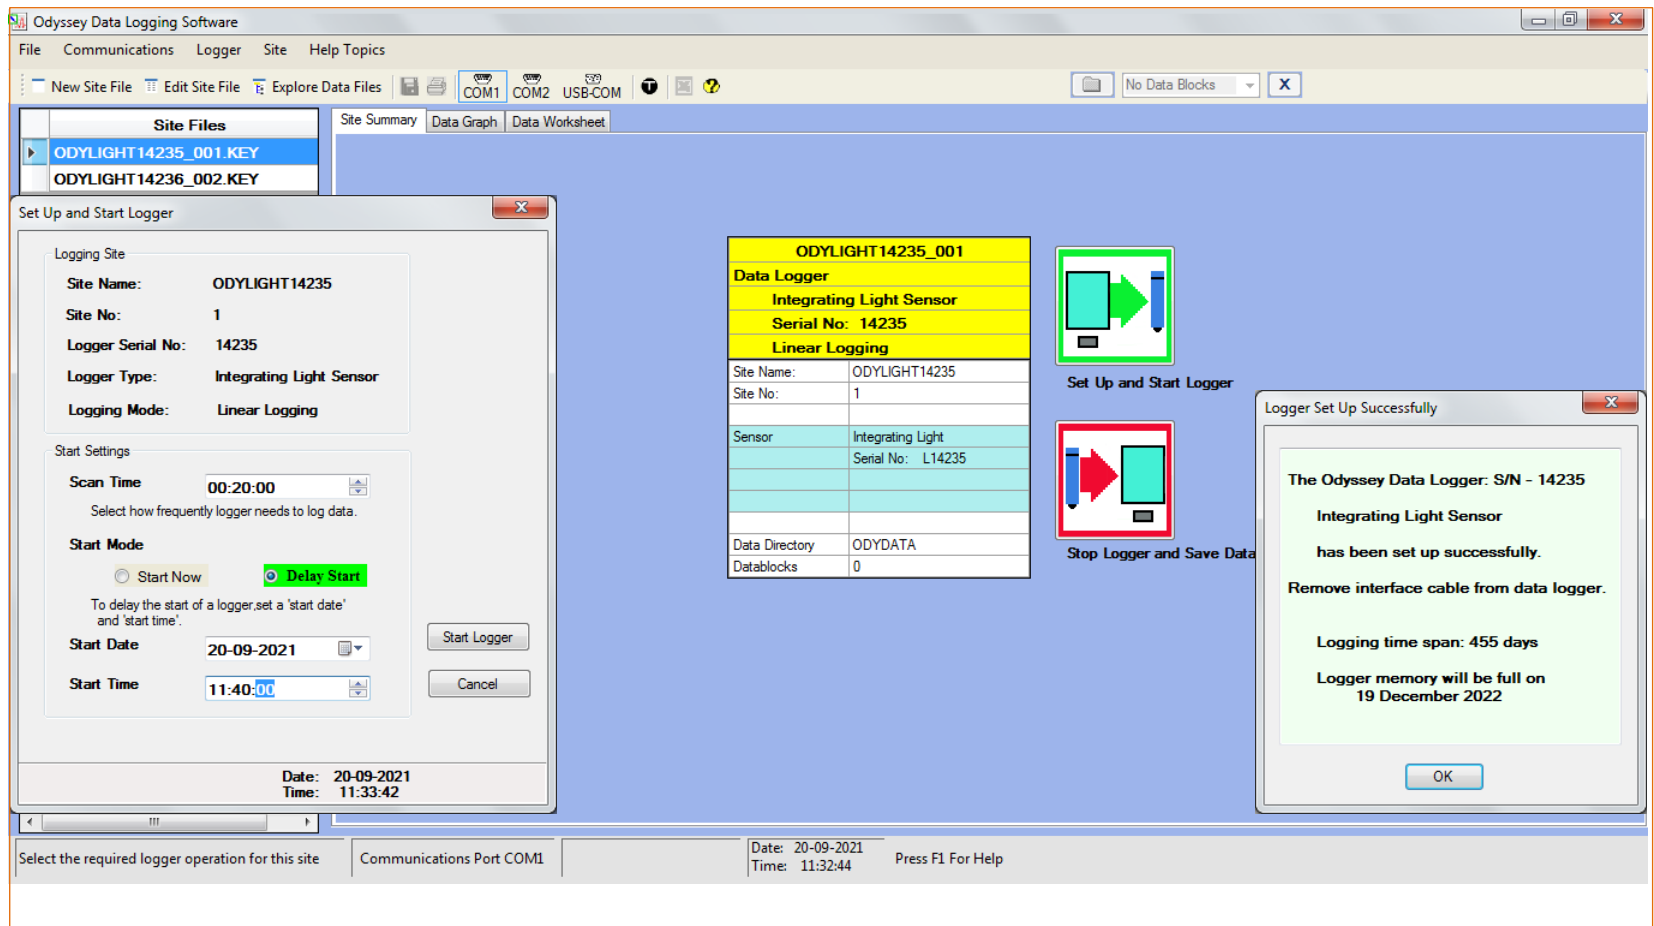 Odyssey Data Logging Software
File Communications Logger Site Help Topics
New Site File Edit Site File Explore Data Files COM1 COM2 USB-COM No Data Blocks X
Site Files
Site Summary Data Graph Data Worksheet
ODYLIGHT14235_001.KEY
ODYLIGHT14236_002.KEY
Set Up and Start Logger
Logging Site
Site Name: ODYLIGHT14235
Site No: 1
Logger Serial No: 14235
Logger Type: Integrating Light Sensor
Logging Mode: Linear Logging
Start Settings
Scan Time 00:20:00
Select how frequently logger needs to log data.
Start Mode
Start Now Delay Start
To delay the start of a logger,set a 'start date'
and 'start time'.
Start Date 20-09-2021
Start Time 11:40:00
Start Logger
Cancel
Date: 20-09-2021
Time: 11:33:42
ODYLIGHT14235_001
Data Logger
Integrating Light Sensor
Serial No: 14235
Linear Logging
Site Name: ODYLIGHT14235
Site No: 1
Sensor Integrating Light
Serial No: L14235
Data Directory ODYDATA
Datablocks 0
Set Up and Start Logger
Stop Logger and Save Data
Logger Set Up Successfully
The Odyssey Data Logger: S/N - 14235
Integrating Light Sensor
has been set up successfully.
Remove interface cable from data logger.
Logging time span: 455 days
Logger memory will be full on
19 December 2022
OK
Select the required logger operation for this site Communications Port COM1
Date: 20-09-2021
Time: 11:32:44
Press F1 For Help